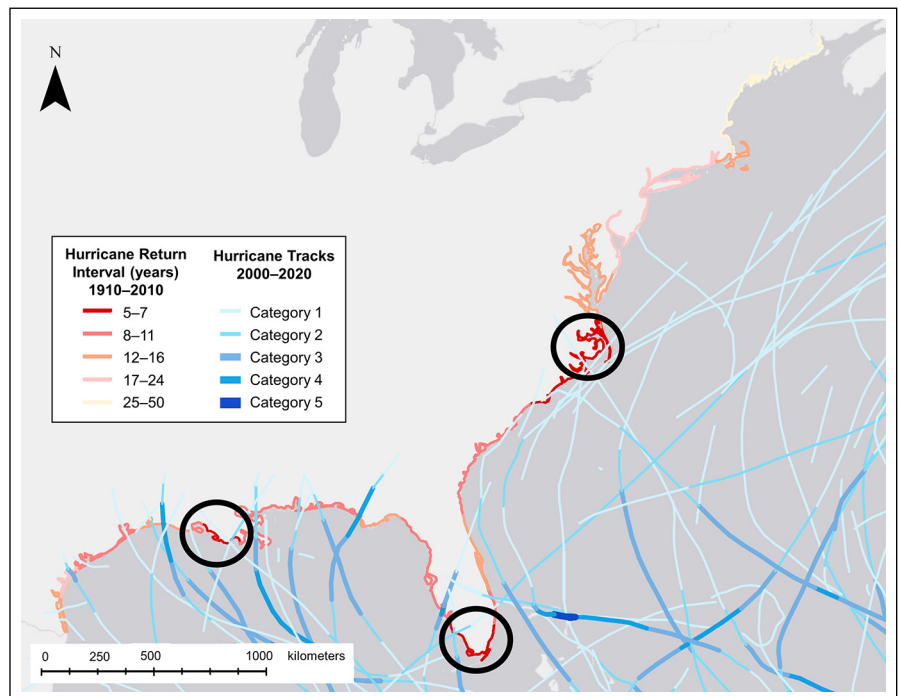 N
Hurricane Return
Interval (years)
1910–2010
5–7
8–11
12–16
17–24
25–50
Hurricane Tracks
2000–2020
Category 1
Category 2
Category 3
Category 4
Category 5
0 250 500 1000 kilometers